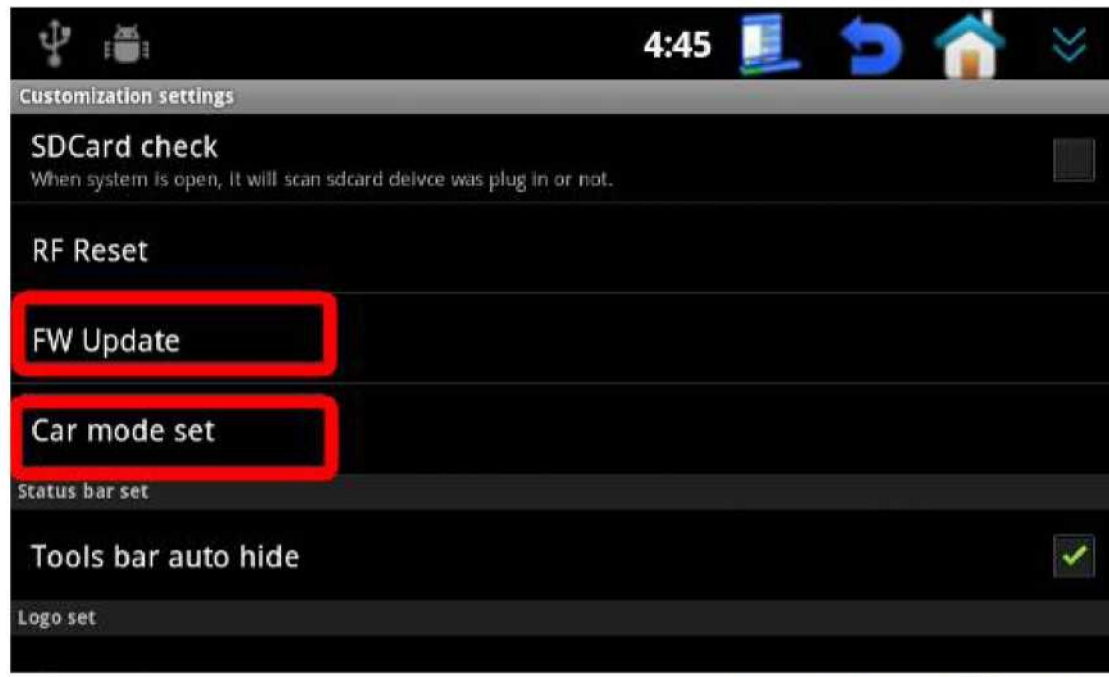 4:45
Customization settings
SDCard check
When system is open, it will scan sdcard deivce was plug in or not.
RF Reset
FW Update
Car mode set
Status bar set
Tools bar auto hide
Logo set